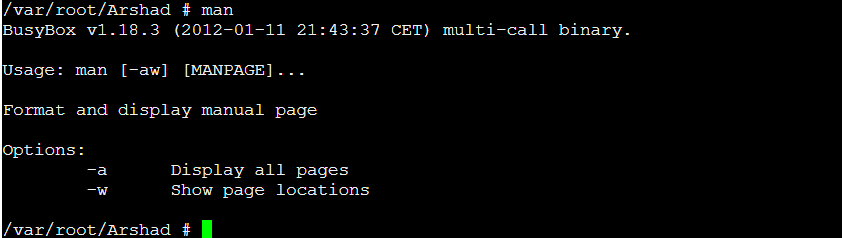 /var/root/Arshad # man
BusyBox v1.18.3 (2012-01-11 21:43:37 CET) multi-call binary.
Usage: man [-aw] [MANPAGE]...
Format and display manual page
Options:
-a Display all pages
-w Show page locations
/var/root/Arshad #